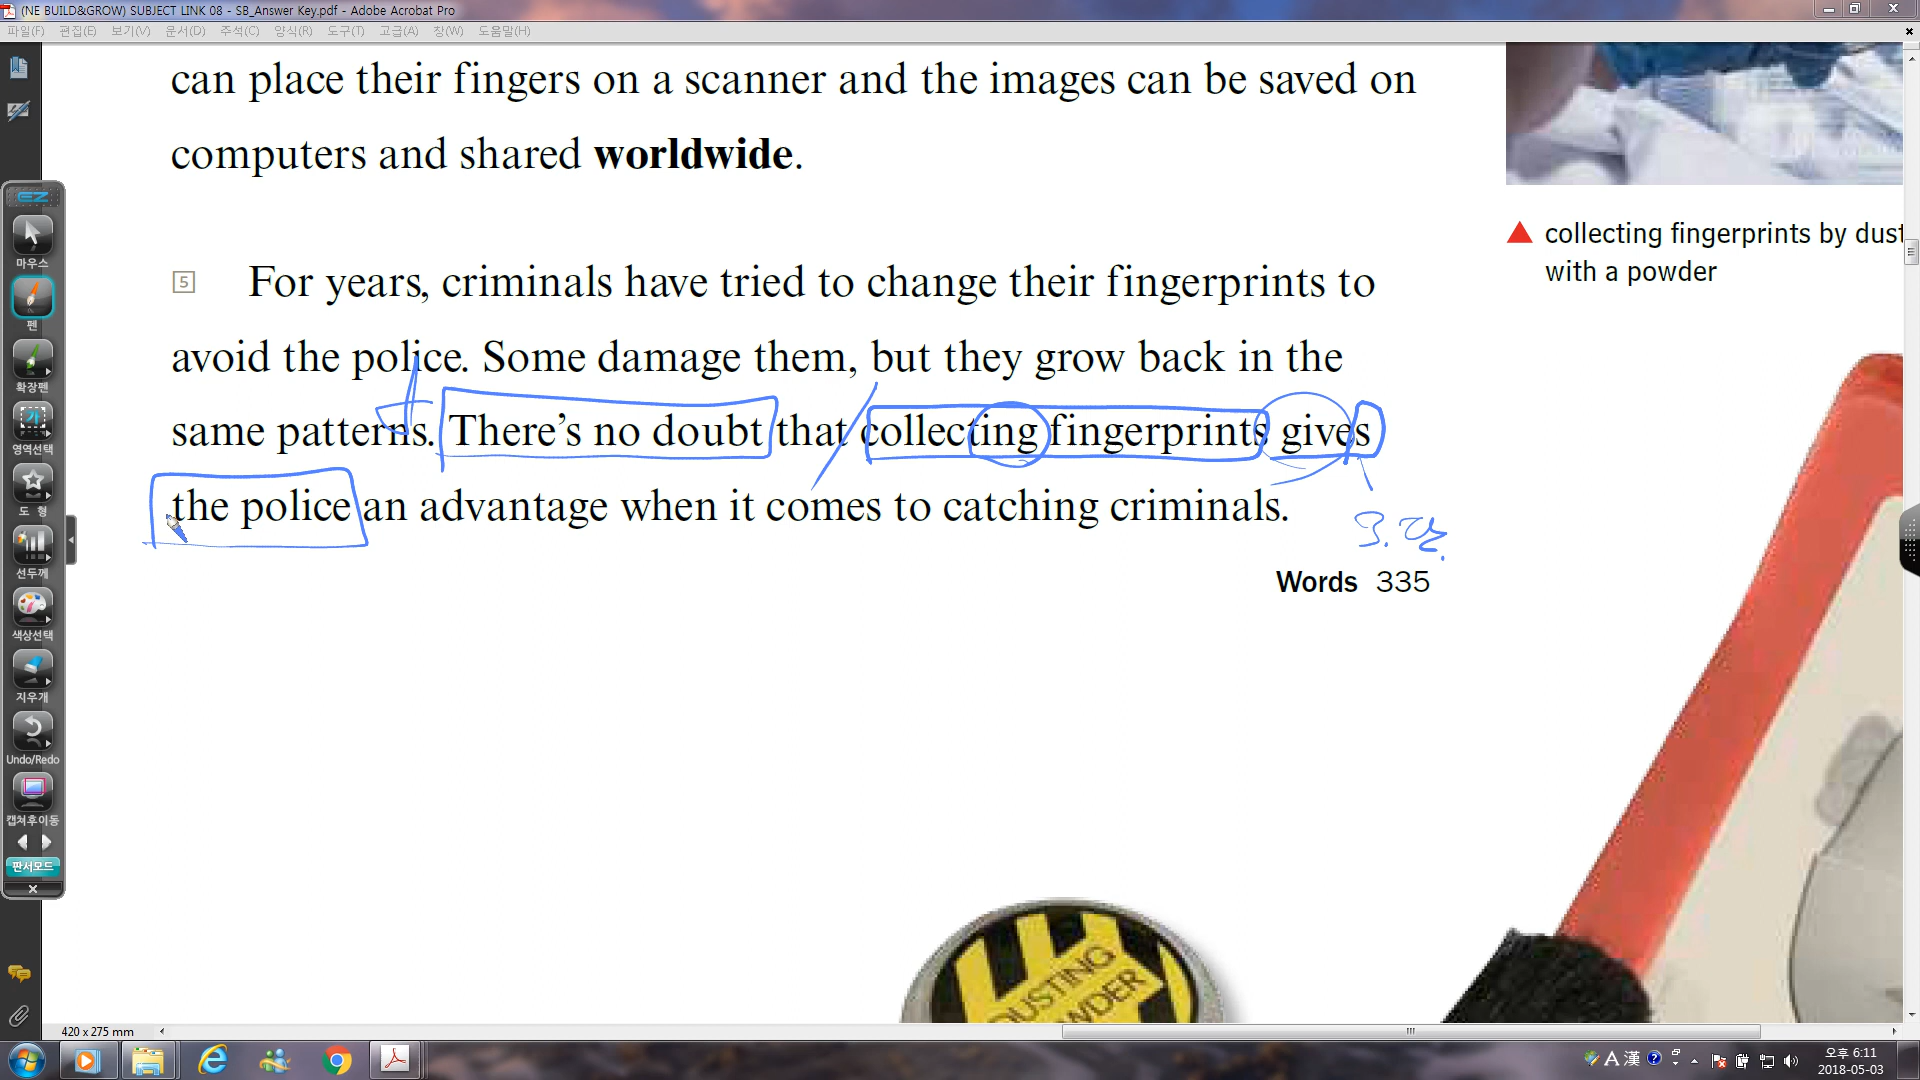 (NE BUILD&GROW) SUBJECT LINK 08 - SB_Answer Key.pdf - Adobe Acrobat Pro
파일(F) 편집(E) 보기(V) 문서(D) 주석(C) 양식(R) 도구(T) 고급(A) 창(W) 도움말(H)
can place their fingers on a scanner and the images can be saved on
computers and shared worldwide.
▲ collecting fingerprints by dust
with a powder
5 For years, criminals have tried to change their fingerprints to
avoid the police. Some damage them, but they grow back in the
same patterns. There's no doubt that collecting fingerprints gives
the police an advantage when it comes to catching criminals.
3.
Words 335
EZ
마우스
펜
확장펜
가
영역선택
도 형
선두께
색상선택
지우개
Undo/Redo
캡쳐후이동
판서모드
x
DUSTING
WDER
420 x 275 mm
A 漢
오후 6:11
2018-05-03